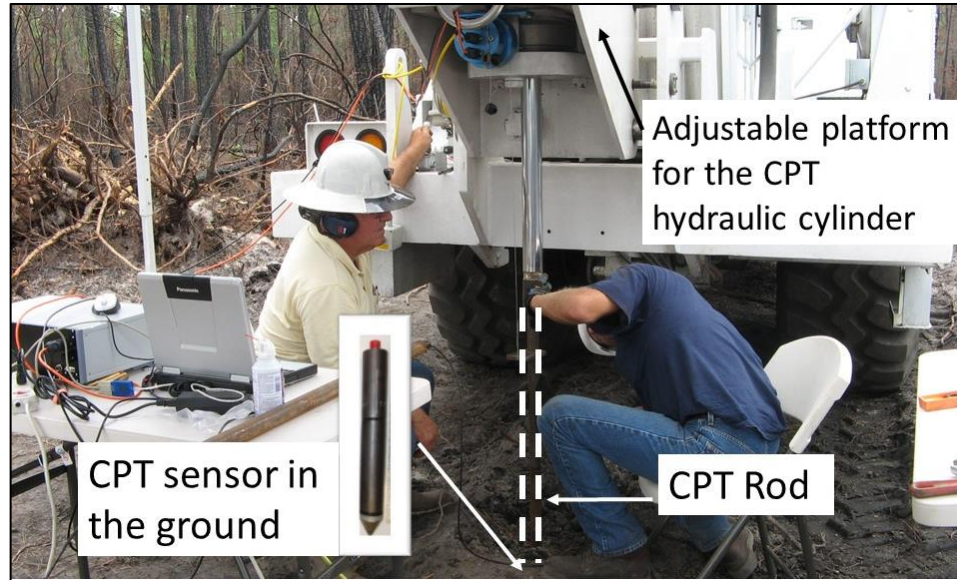 Adjustable platform
for the CPT
hydraulic cylinder
Panasonic
CPT sensor in
the ground
CPT Rod